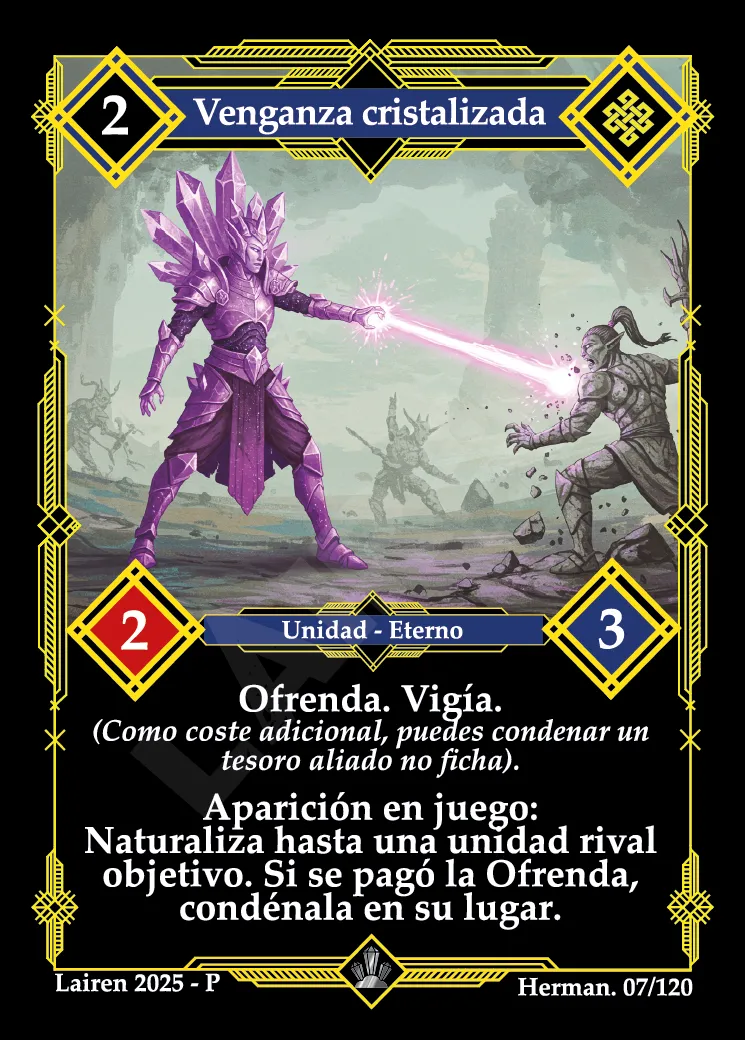 2
Venganza cristalizada
2
Unidad - Eterno
3
Ofrenda. Vigía.
(Como coste adicional, puedes condenar un
tesoro aliado no ficha).
Aparición en juego:
Naturaliza hasta una unidad rival
objetivo. Si se pagó la Ofrenda,
condénala en su lugar.
Lairen 2025 - P
Herman. 07/120